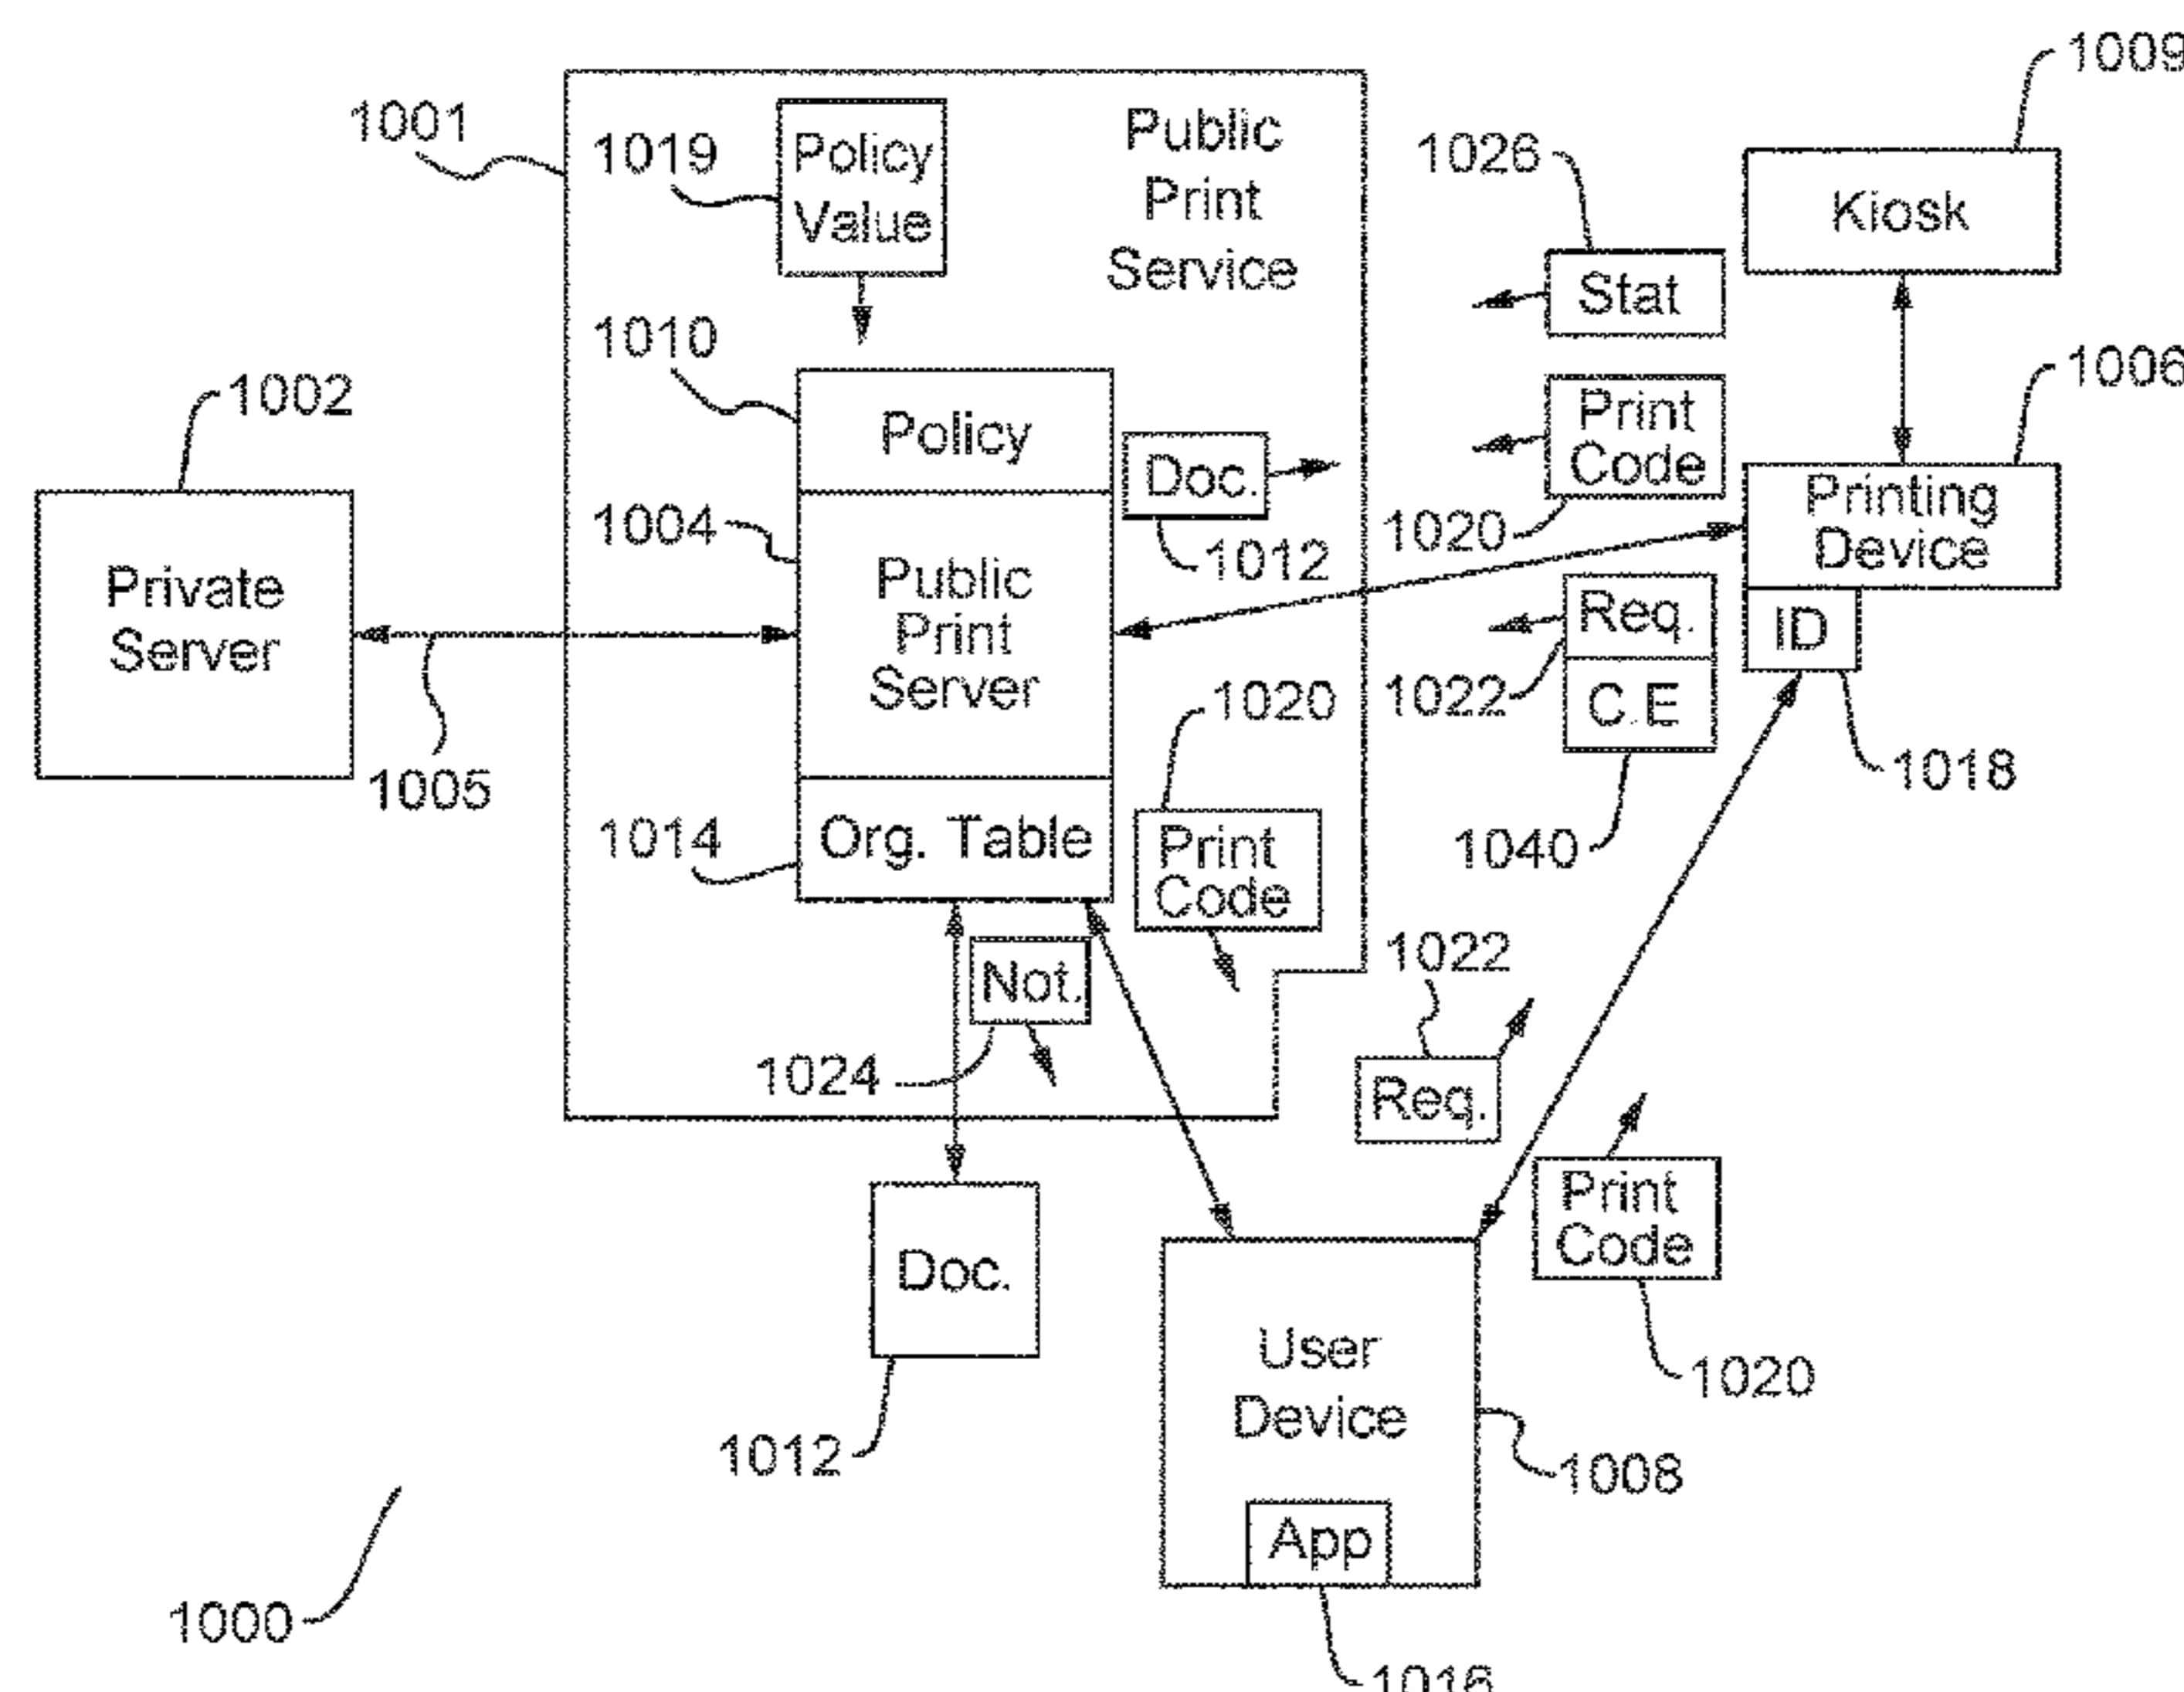 1009
1001
1019
Policy
Value
Public
Print
Service
1026
Kiosk
Stat
1010
1006
1002
Policy
Print
Code
Doc.
Printing
Device
1004
1020
1012
Private
Server
Public
Print
Server
Req.
ID
1022
C.E
1020
1005
1018
1014
Org. Table
Print
Code
1040
1022
Not.
1024
Req.
Print
Code
Doc.
User
Device
1020
1012
1008
App
1000
1016